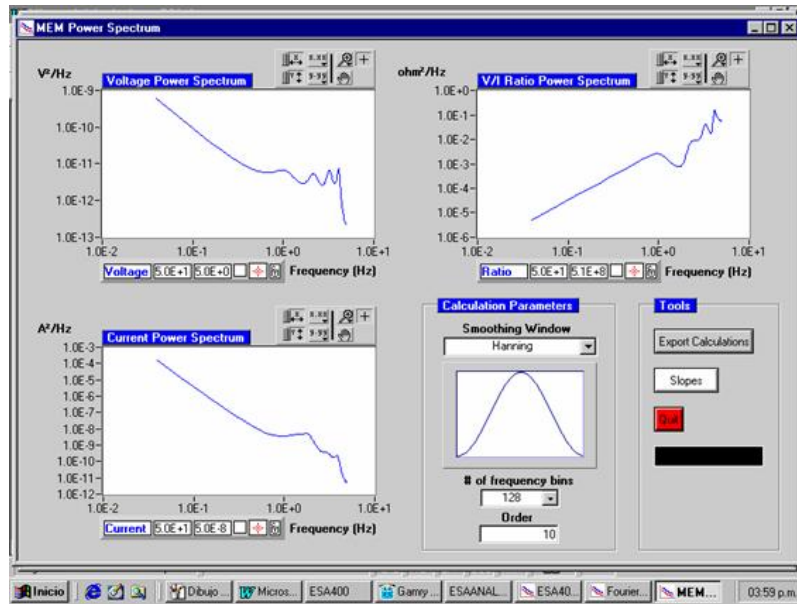 MEM Power Spectrum
V²/Hz
Voltage Power Spectrum
1.0E-9
1.0E-10
1.0E-11
1.0E-12
1.0E-13
1.0E-2 1.0E-1 1.0E+0 1.0E+1
Voltage 5.0E+1 5.0E+0 Frequency (Hz)
ohm²/Hz
V/I Ratio Power Spectrum
1.0E+0
1.0E-1
1.0E-2
1.0E-3
1.0E-4
1.0E-5
1.0E-6
1.0E-2 1.0E-1 1.0E+0 1.0E+1
Ratio 5.0E+1 5.1E+8 Frequency (Hz)
A²/Hz
Current Power Spectrum
1.0E-3
1.0E-4
1.0E-5
1.0E-6
1.0E-7
1.0E-8
1.0E-9
1.0E-10
1.0E-11
1.0E-12
1.0E-2 1.0E-1 1.0E+0 1.0E+1
Current 5.0E+1 5.0E-8 Frequency (Hz)
Calculation Parameters
Smoothing Window
Hanning
# of frequency bins
128
Order
10
Tools
Export Calculations
Slopes
Quit
Inicio Dibujo ... Micros... ESA400 Gamry ... ESAANAL... ESA40... Fourier... MEM... 03:59 p.m.